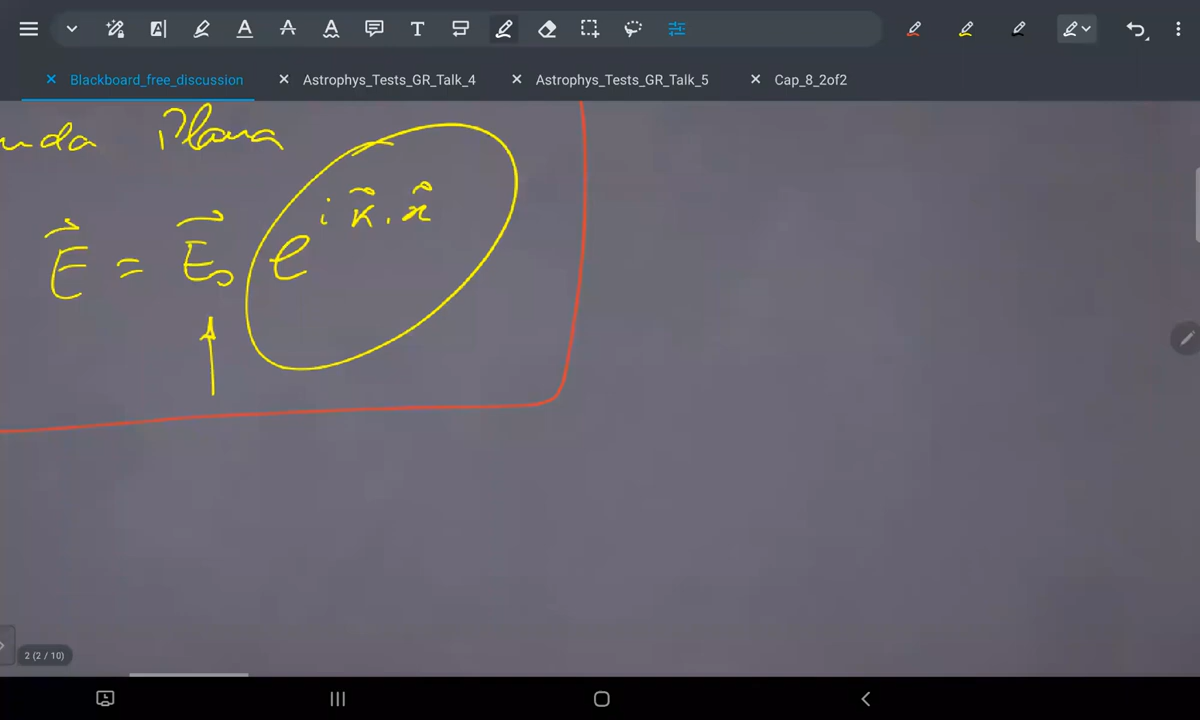 Blackboard_free_discussion Astrophys_Tests_GR_Talk_4 Astrophys_Tests_GR_Talk_5 Cap_8_2of2
nda Plana
E⃗ = E⃗₀ e^{i k⃗ · x⃗}
2 (2 / 10)